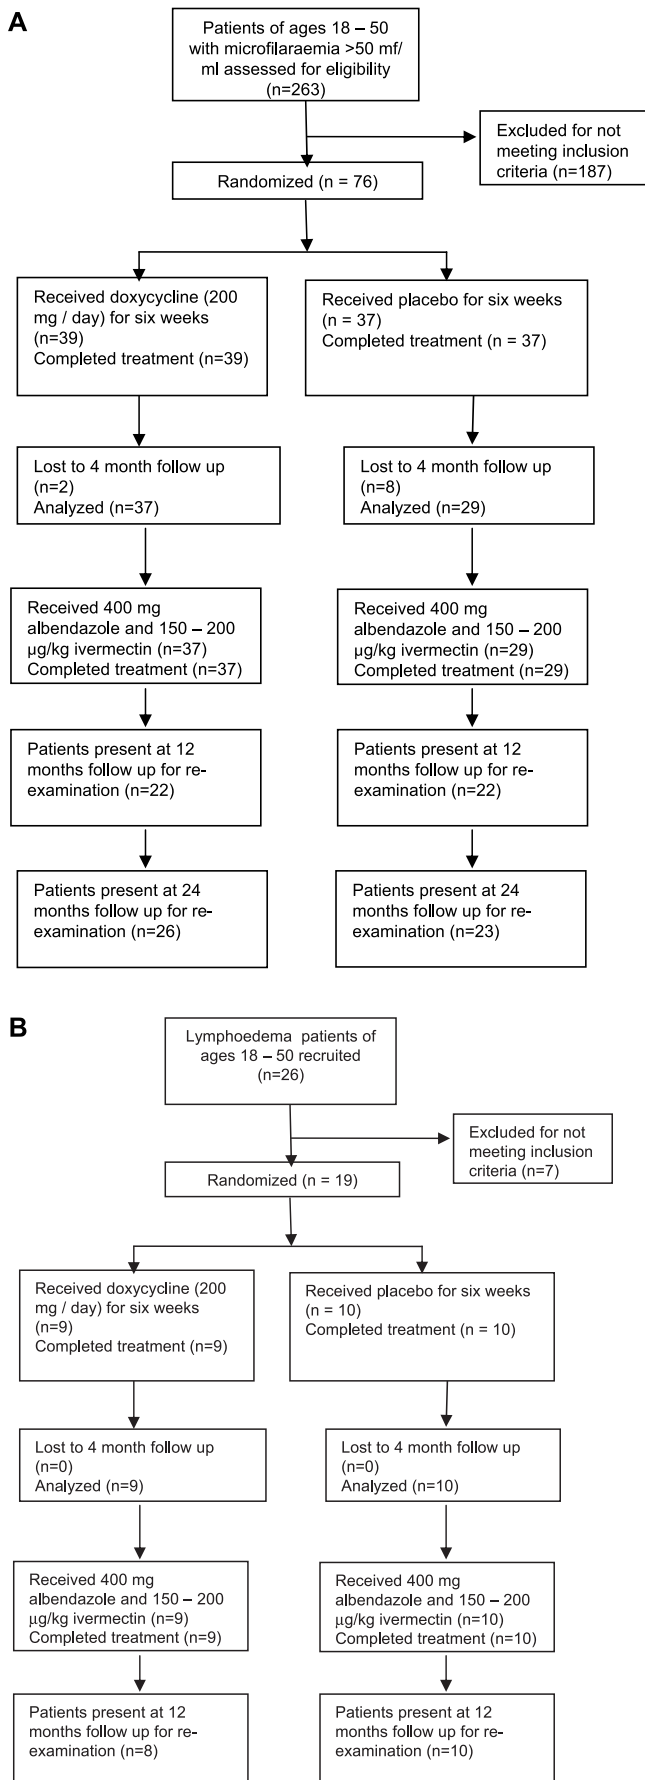 A
Patients of ages 18 – 50
with microfilaraemia >50 mf/
ml assessed for eligibility
(n=263)
Excluded for not
meeting inclusion
criteria (n=187)
Randomized (n = 76)
Received doxycycline (200
mg / day) for six weeks
(n=39)
Completed treatment (n=39)
Received placebo for six weeks
(n = 37)
Completed treatment (n = 37)
Lost to 4 month follow up
(n=2)
Analyzed (n=37)
Lost to 4 month follow up
(n=8)
Analyzed (n=29)
Received 400 mg
albendazole and 150 – 200
µg/kg ivermectin (n=37)
Completed treatment (n=37)
Received 400 mg
albendazole and 150 – 200
µg/kg ivermectin (n=29)
Completed treatment (n=29)
Patients present at 12
months follow up for re-
examination (n=22)
Patients present at 12
months follow up for re-
examination (n=22)
Patients present at 24
months follow up for re-
examination (n=26)
Patients present at 24
months follow up for re-
examination (n=23)
B
Lymphoedema patients of
ages 18 – 50 recruited
(n=26)
Excluded for not
meeting inclusion
criteria (n=7)
Randomized (n = 19)
Received doxycycline (200
mg / day) for six weeks
(n=9)
Completed treatment (n=9)
Received placebo for six weeks
(n = 10)
Completed treatment (n = 10)
Lost to 4 month follow up
(n=0)
Analyzed (n=9)
Lost to 4 month follow up
(n=0)
Analyzed (n=10)
Received 400 mg
albendazole and 150 – 200
µg/kg ivermectin (n=9)
Completed treatment (n=9)
Received 400 mg
albendazole and 150 – 200
µg/kg ivermectin (n=10)
Completed treatment (n=10)
Patients present at 12
months follow up for re-
examination (n=8)
Patients present at 12
months follow up for re-
examination (n=10)